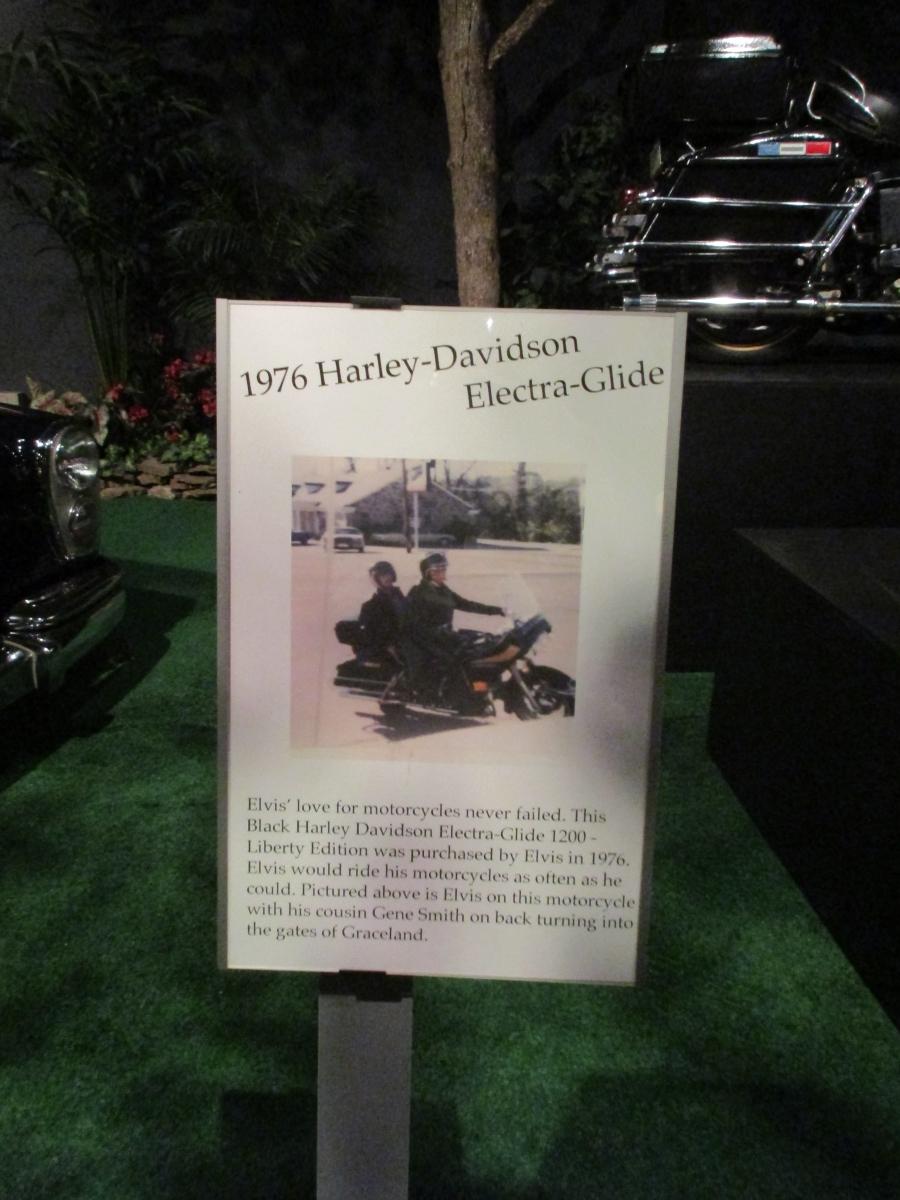 1976 Harley-Davidson
Electra-Glide
Elvis' love for motorcycles never failed. This
Black Harley Davidson Electra-Glide 1200 -
Liberty Edition was purchased by Elvis in 1976.
Elvis would ride his motorcycles as often as he
could. Pictured above is Elvis on this motorcycle
with his cousin Gene Smith on back turning into
the gates of Graceland.